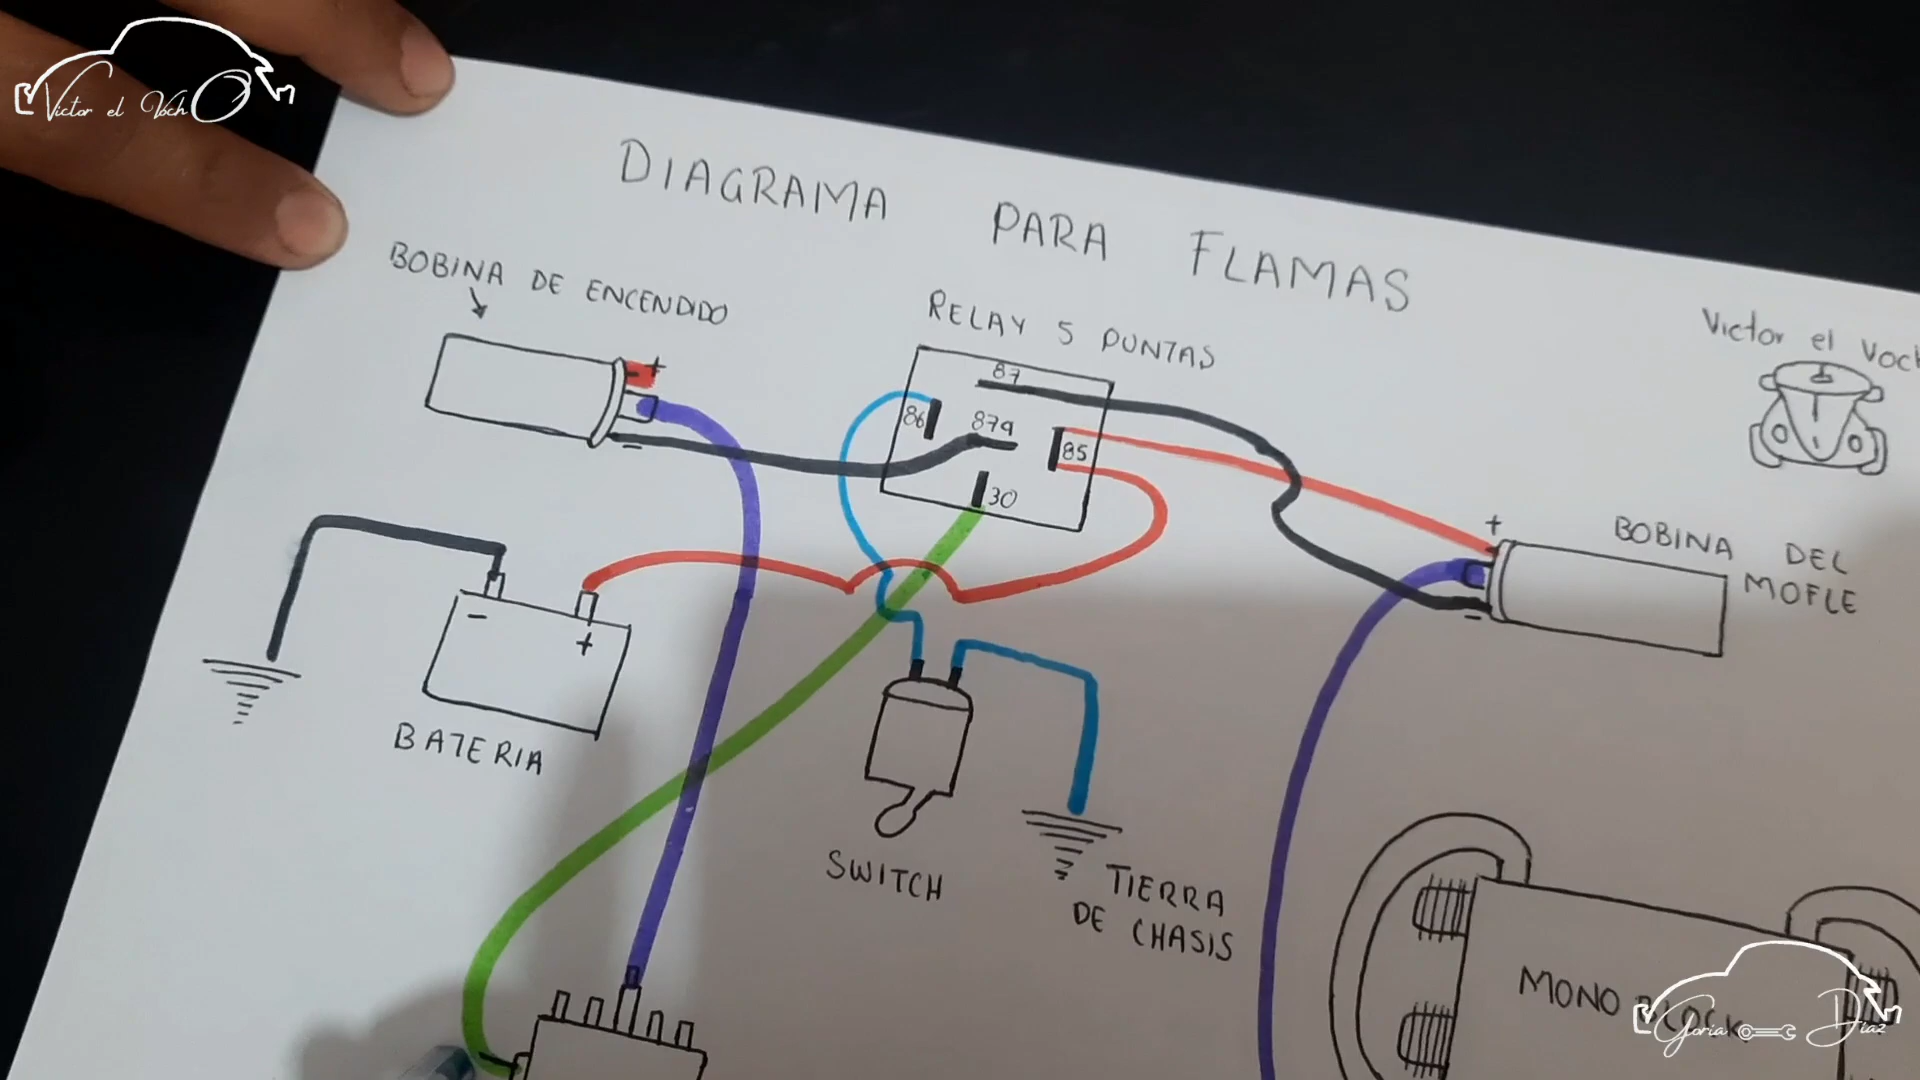 Victor el VochO
DIAGRAMA PARA FLAMAS
BOBINA DE ENCENDIDO
RELAY 5 PUNTAS
Victor el Voch
87
86
87a
85
30
+
-
+
-
BOBINA DEL
MOFLE
-
+
BATERIA
SWITCH
TIERRA
DE CHASIS
MONO BLOCK
Gloria Diaz